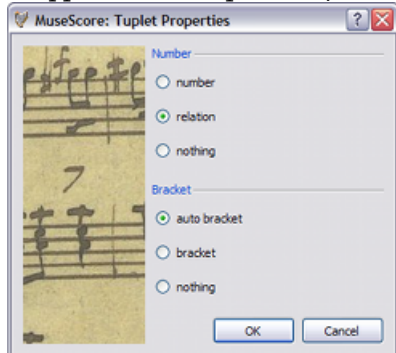 MuseScore: Tuplet Properties
Number
number
relation
nothing
7
Bracket
auto bracket
bracket
nothing
OK Cancel